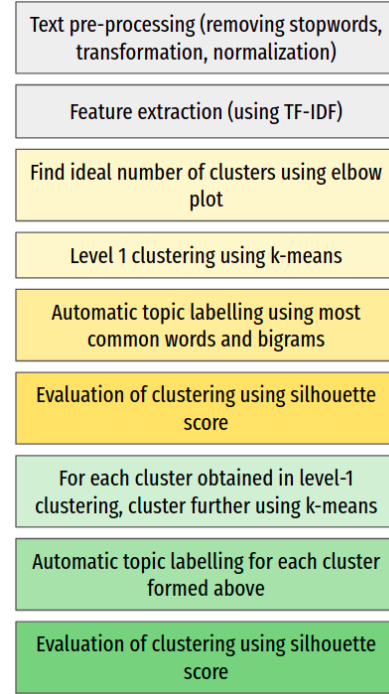 Text pre-processing (removing stopwords,
transformation, normalization)
Feature extraction (using TF-IDF)
Find ideal number of clusters using elbow
plot
Level 1 clustering using k-means
Automatic topic labelling using most
common words and bigrams
Evaluation of clustering using silhouette
score
For each cluster obtained in level-1
clustering, cluster further using k-means
Automatic topic labelling for each cluster
formed above
Evaluation of clustering using silhouette
score